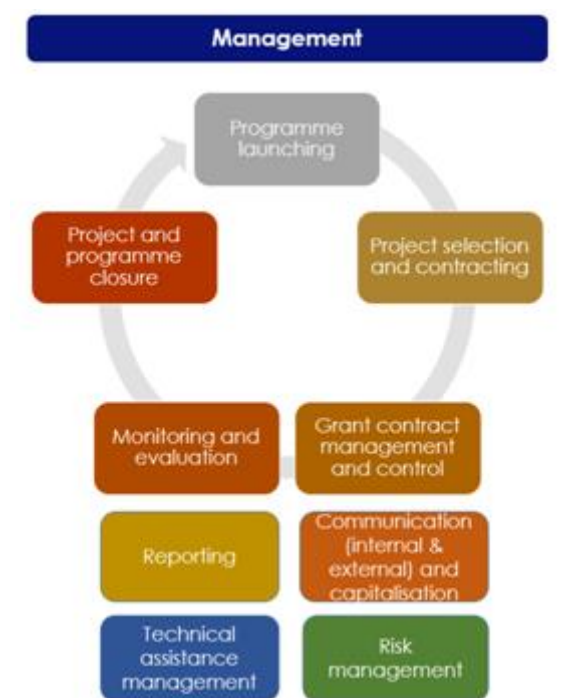 Management
Programme
launching
Project and
programme
closure
Project selection
and contracting
Monitoring and
evaluation
Grant contract
management
and control
Reporting
Communication
(internal &
external) and
capitalisation
Technical
assistance
management
Risk
management